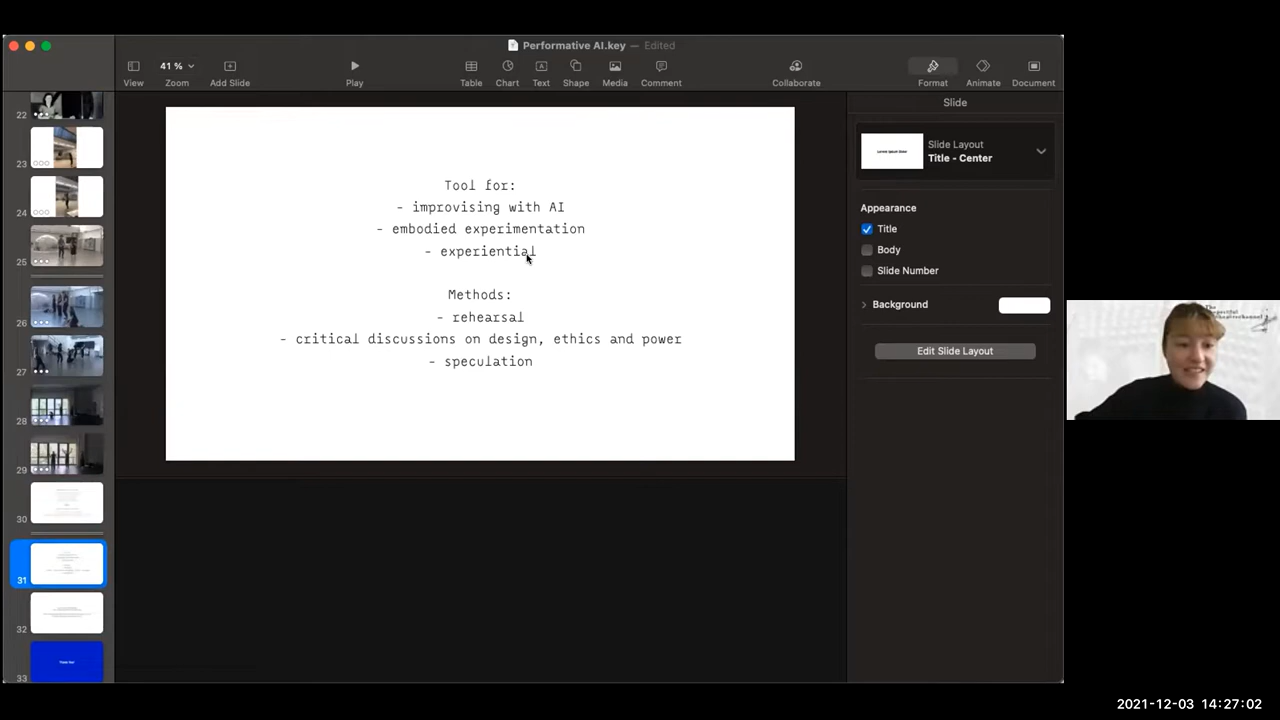 Performative AI.key — Edited
View
41 %
Zoom
Add Slide
Play
Table
Chart
Text
Shape
Media
Comment
Collaborate
Format
Animate
Document
22
23
24
25
26
27
28
29
30
31
32
33
Tool for:
- improvising with AI
- embodied experimentation
- experiential
Methods:
- rehearsal
- critical discussions on design, ethics and power
- speculation
Slide
Slide Layout
Title - Center
Appearance
Title
Body
Slide Number
Background
Edit Slide Layout
The
2021-12-03 14:27:02